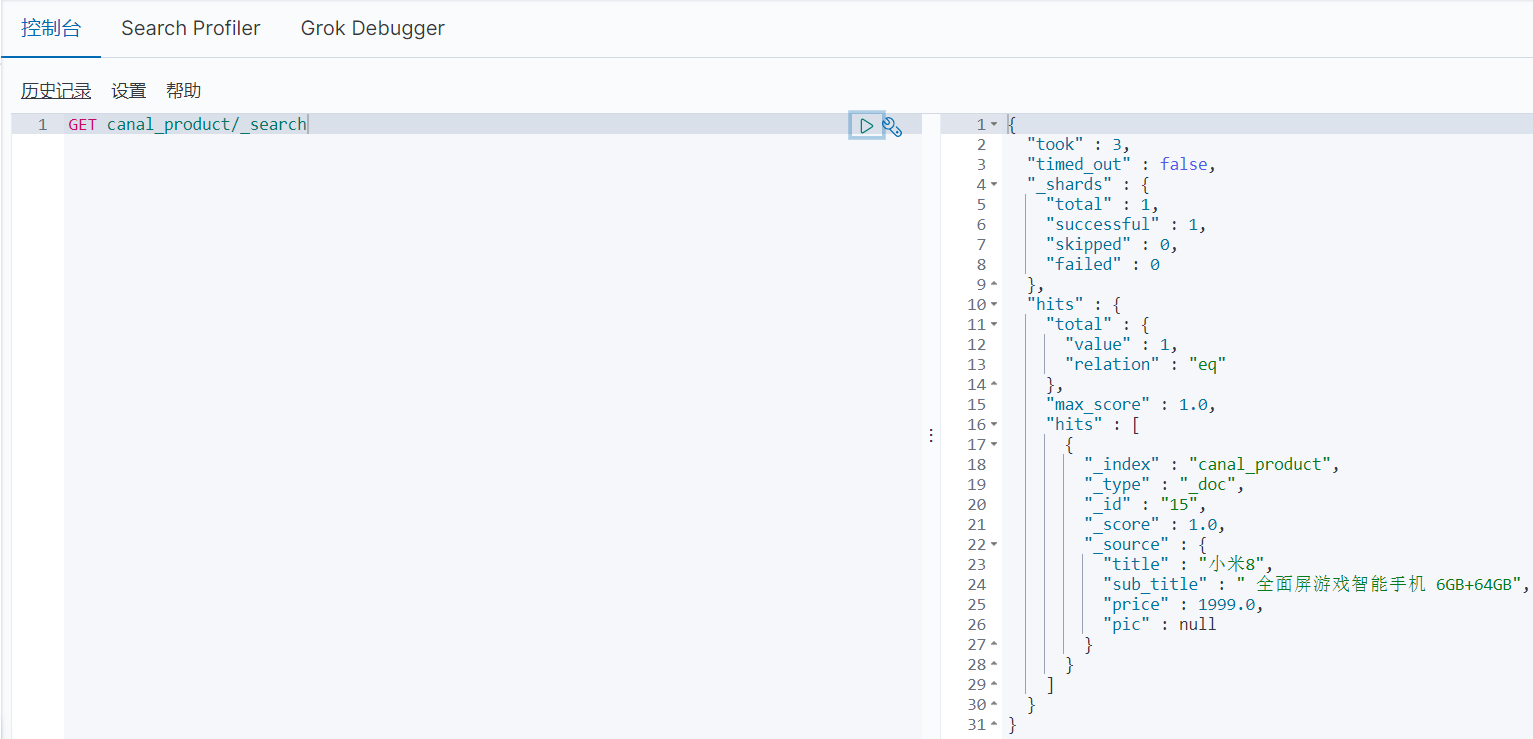 控制台 Search Profiler Grok Debugger
历史记录 设置 帮助
1 GET canal_product/_search
1 {
2 "took" : 3,
3 "timed_out" : false,
4 "_shards" : {
5 "total" : 1,
6 "successful" : 1,
7 "skipped" : 0,
8 "failed" : 0
9 },
10 "hits" : {
11 "total" : {
12 "value" : 1,
13 "relation" : "eq"
14 },
15 "max_score" : 1.0,
16 "hits" : [
17 {
18 "_index" : "canal_product",
19 "_type" : "_doc",
20 "_id" : "15",
21 "_score" : 1.0,
22 "_source" : {
23 "title" : "小米8",
24 "sub_title" : " 全面屏游戏智能手机 6GB+64GB",
25 "price" : 1999.0,
26 "pic" : null
27 }
28 }
29 ]
30 }
31 }